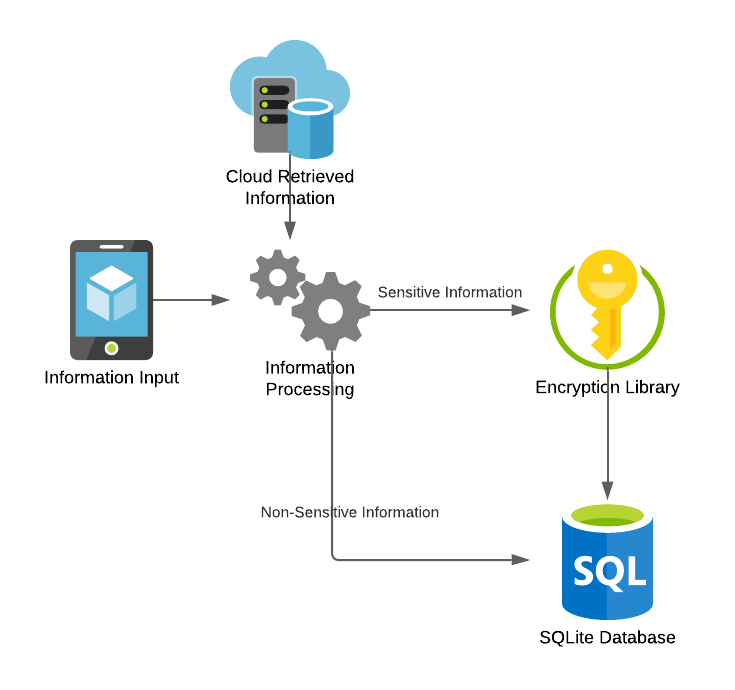 Cloud Retrieved
Information
Information Input
Information
Processing
Sensitive Information
Encryption Library
Non-Sensitive Information
SQL
SQLite Database